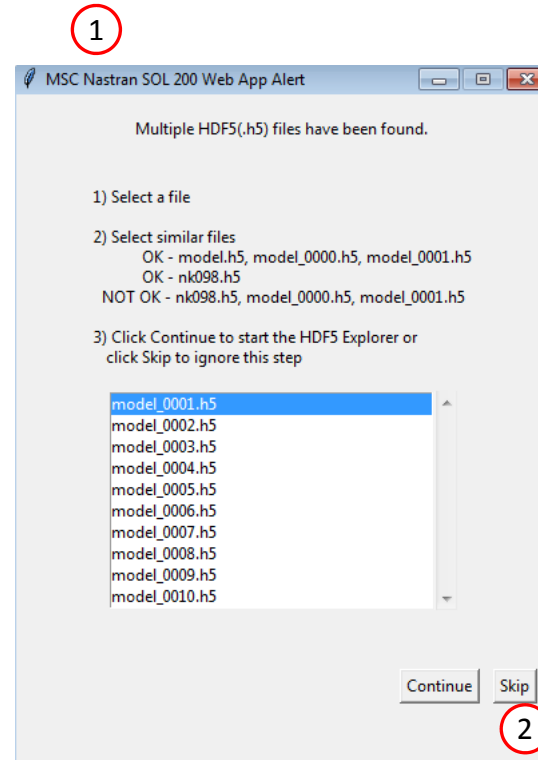 1
MSC Nastran SOL 200 Web App Alert
Multiple HDF5(.h5) files have been found.
1) Select a file
2) Select similar files
OK - model.h5, model_0000.h5, model_0001.h5
OK - nk098.h5
NOT OK - nk098.h5, model_0000.h5, model_0001.h5
3) Click Continue to start the HDF5 Explorer or
click Skip to ignore this step
model_0001.h5
model_0002.h5
model_0003.h5
model_0004.h5
model_0005.h5
model_0006.h5
model_0007.h5
model_0008.h5
model_0009.h5
model_0010.h5
Continue Skip
2